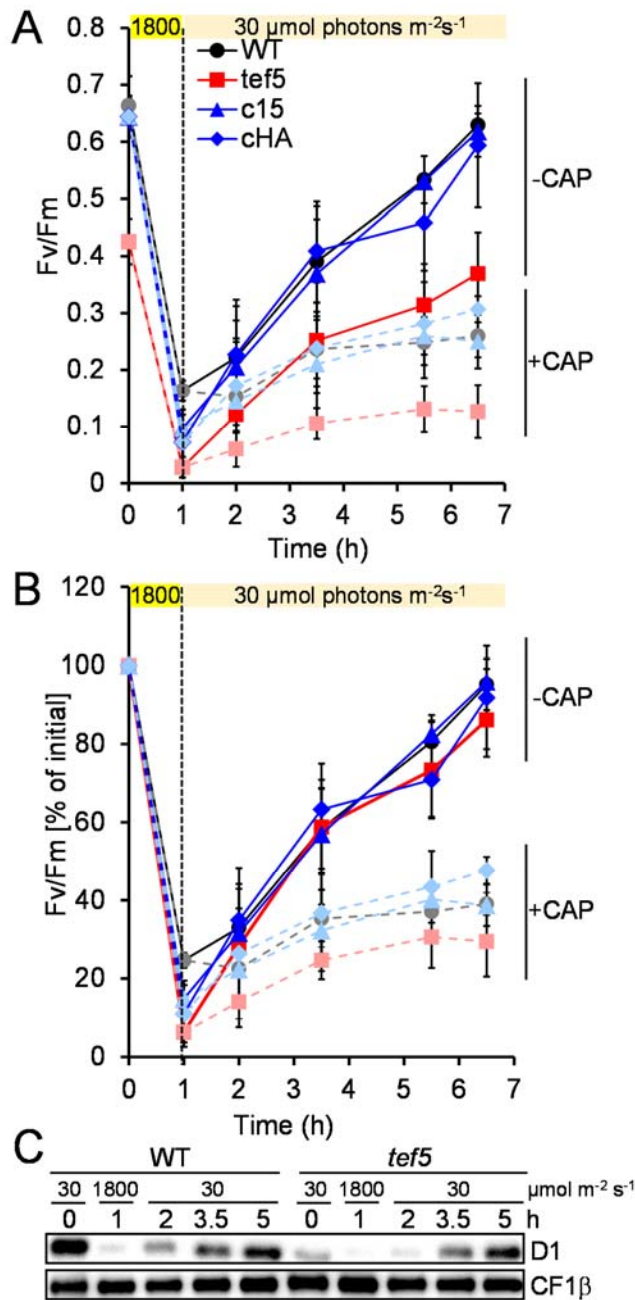 A
1800 30 µmol photons m⁻²s⁻¹
WT
tef5
c15
cHA
0.8
0.7
0.6
0.5
0.4
0.3
0.2
0.1
0
Fv/Fm
-CAP
+CAP
0 1 2 3 4 5 6 7
Time (h)
B
1800 30 µmol photons m⁻²s⁻¹
120
100
80
60
40
20
0
Fv/Fm [% of initial]
-CAP
+CAP
0 1 2 3 4 5 6 7
Time (h)
C
WT tef5
30 1800 30 30 1800 30 µmol m⁻² s⁻¹
0 1 2 3.5 5 0 1 2 3.5 5 h
D1
CF1β